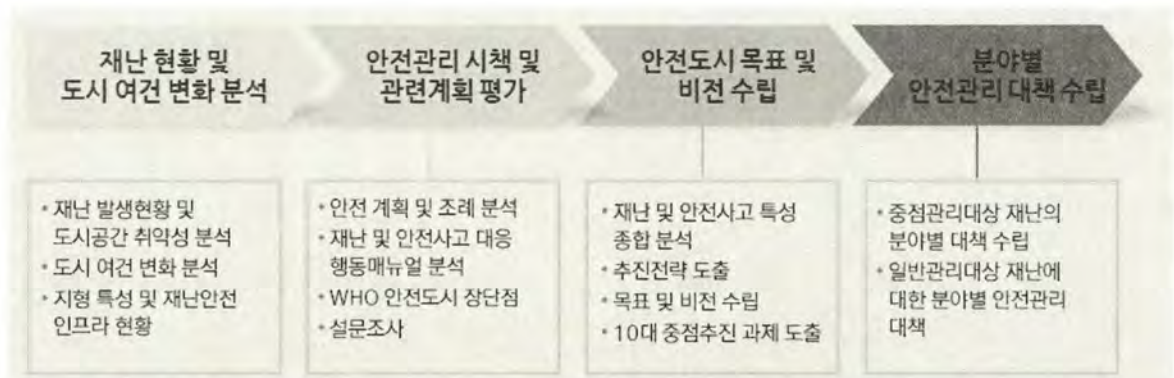 재난 현황 및
도시 여건 변화 분석
안전관리 시책 및
관련계획 평가
안전도시 목표 및
비전 수립
분야별
안전관리 대책 수립
• 재난 발생현황 및
도시공간 취약성 분석
• 도시 여건 변화 분석
• 지형 특성 및 재난안전
인프라 현황
• 안전 계획 및 조례 분석
• 재난 및 안전사고 대응
행동매뉴얼 분석
• WHO 안전도시 장단점
• 설문조사
• 재난 및 안전사고 특성
종합 분석
• 추진전략 도출
• 목표 및 비전 수립
• 10대 중점추진 과제 도출
• 중점관리대상 재난의
분야별 대책 수립
• 일반관리대상 재난에
대한 분야별 안전관리
대책